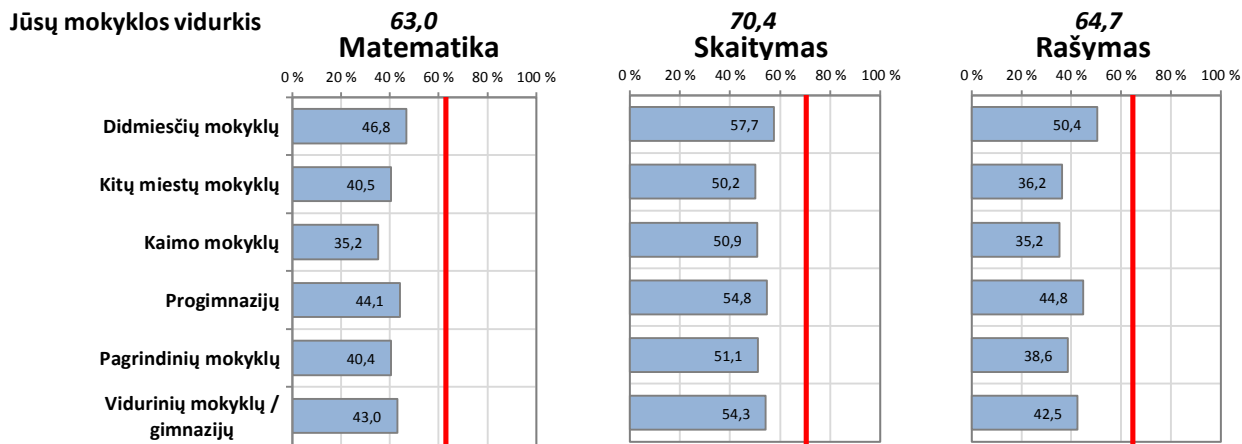 Jūsų mokyklos vidurkis 63,0 70,4 64,7
Matematika Skaitymas Rašymas
0 % 20 % 40 % 60 % 80 % 100 % 0 % 20 % 40 % 60 % 80 % 100 % 0 % 20 % 40 % 60 % 80 % 100 %
Didmiesčių mokyklų 46,8 57,7 50,4
Kitų miestų mokyklų 40,5 50,2 36,2
Kaimo mokyklų 35,2 50,9 35,2
Progimnazijų 44,1 54,8 44,8
Pagrindinių mokyklų 40,4 51,1 38,6
Vidurinių mokyklų /
gimnazijų 43,0 54,3 42,5